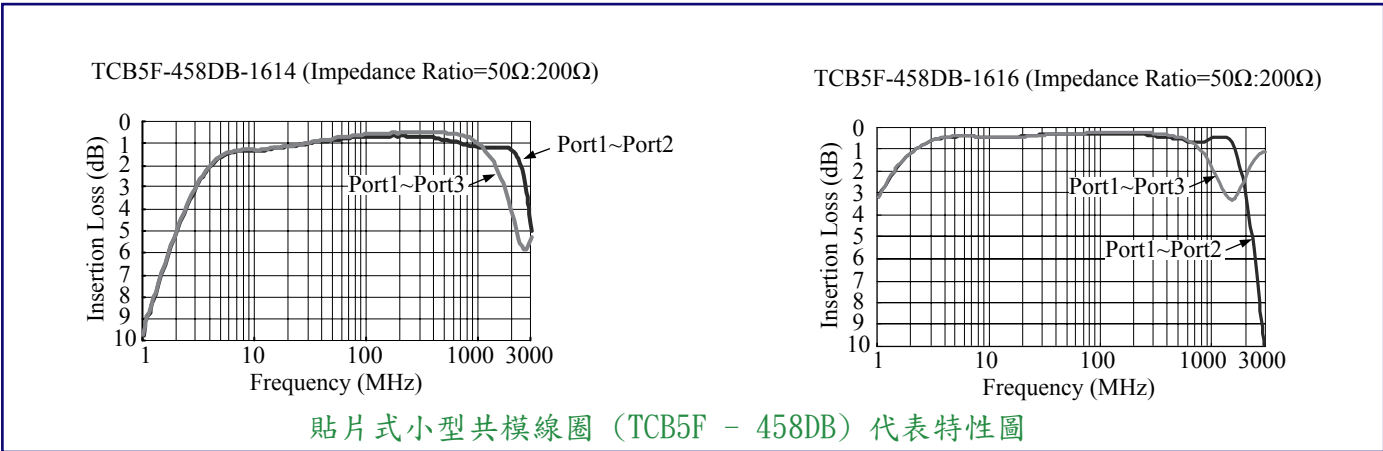 TCB5F-458DB-1614 (Impedance Ratio=50Ω:200Ω)
Insertion Loss (dB)
0
1
2
3
4
5
6
7
8
9
10
Port1~Port2
Port1~Port3
1
10
100
1000
3000
Frequency (MHz)
TCB5F-458DB-1616 (Impedance Ratio=50Ω:200Ω)
Insertion Loss (dB)
0
1
2
3
4
5
6
7
8
9
10
Port1~Port3
Port1~Port2
1
10
100
1000
3000
Frequency (MHz)
貼片式小型共模線圈 (TCB5F - 458DB) 代表特性圖